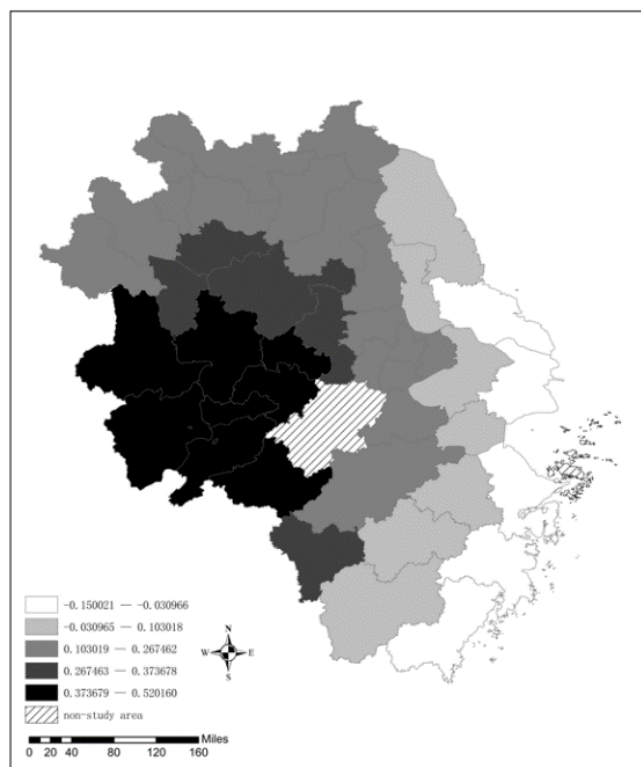 -0.150021 — -0.030966
-0.030965 — 0.103018
0.103019 — 0.267462
0.267463 — 0.373678
0.373679 — 0.520160
non-study area
N
W E
S
Miles
0 10 20 40 80 120 160